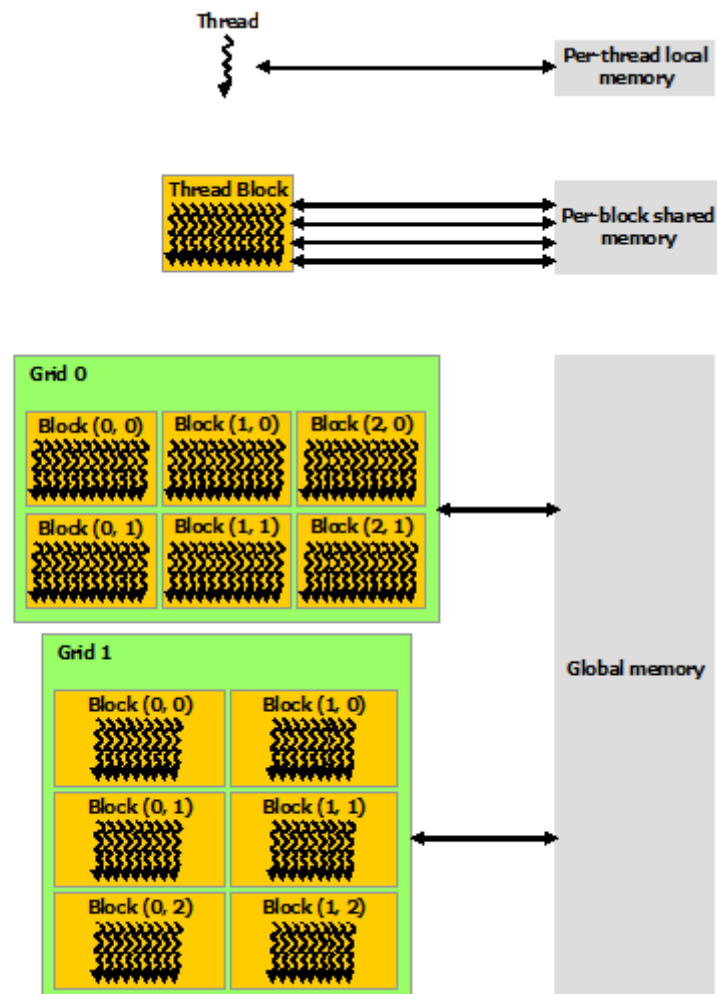 Thread
Per-thread local
memory
Thread Block
Per-block shared
memory
Grid 0
Block (0, 0)
Block (1, 0)
Block (2, 0)
Block (0, 1)
Block (1, 1)
Block (2, 1)
Grid 1
Global memory
Block (0, 0)
Block (1, 0)
Block (0, 1)
Block (1, 1)
Block (0, 2)
Block (1, 2)